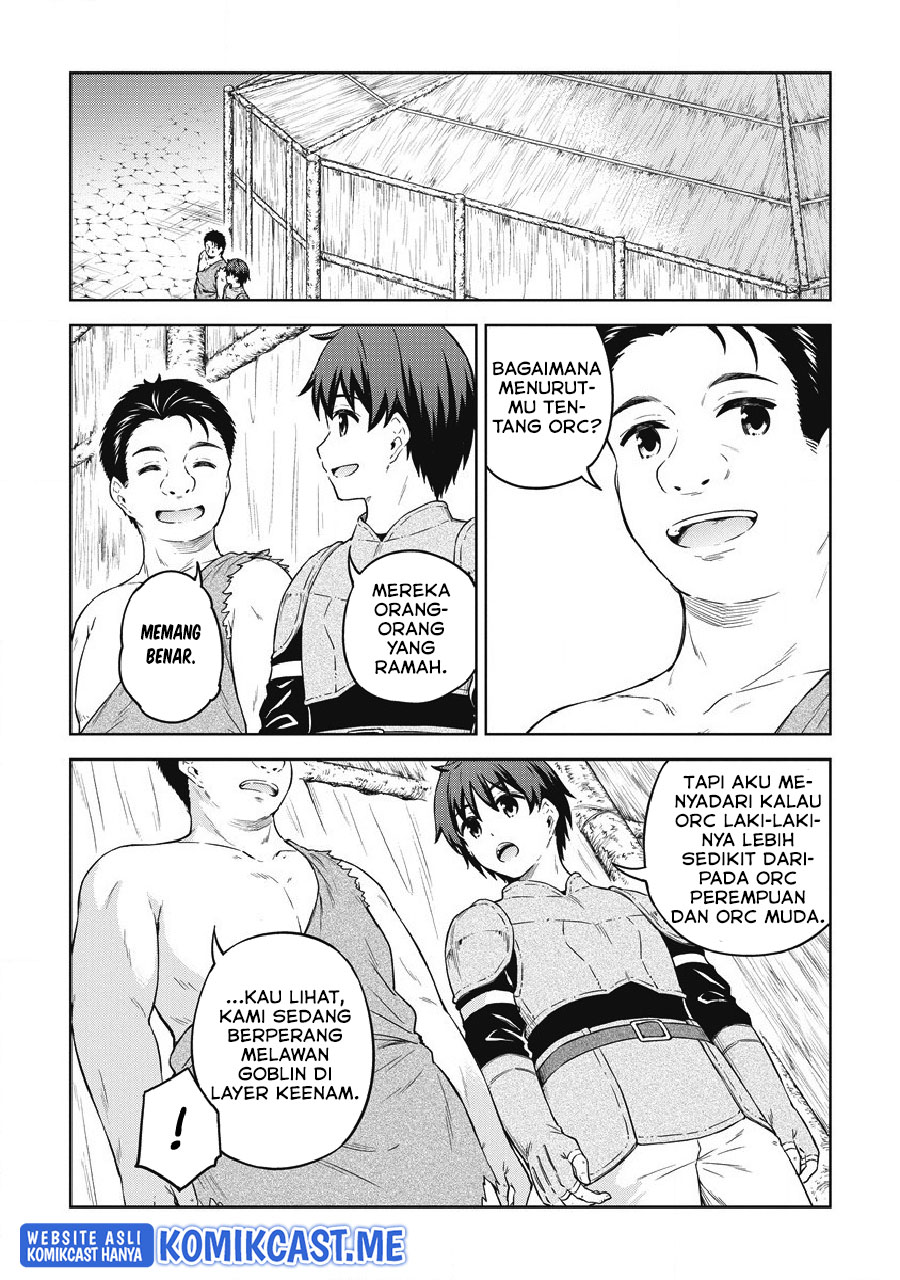 BAGAIMANA
MENURUT-
MU TEN-
TANG ORC?
MEREKA
ORANG-
ORANG
YANG
RAMAH.
MEMANG
BENAR.
TAPI AKU ME-
NYADARI KALAU
ORC LAKI-LAKI-
NYA LEBIH
SEDIKIT DARI-
PADA ORC
PEREMPUAN
DAN ORC MUDA.
...KAU LIHAT,
KAMI SEDANG
BERPERANG
MELAWAN
GOBLIN DI
LAYER KEENAM.
!
WEBSITE ASLI
KOMIKCAST HANYA
KOMIKCAST.ME